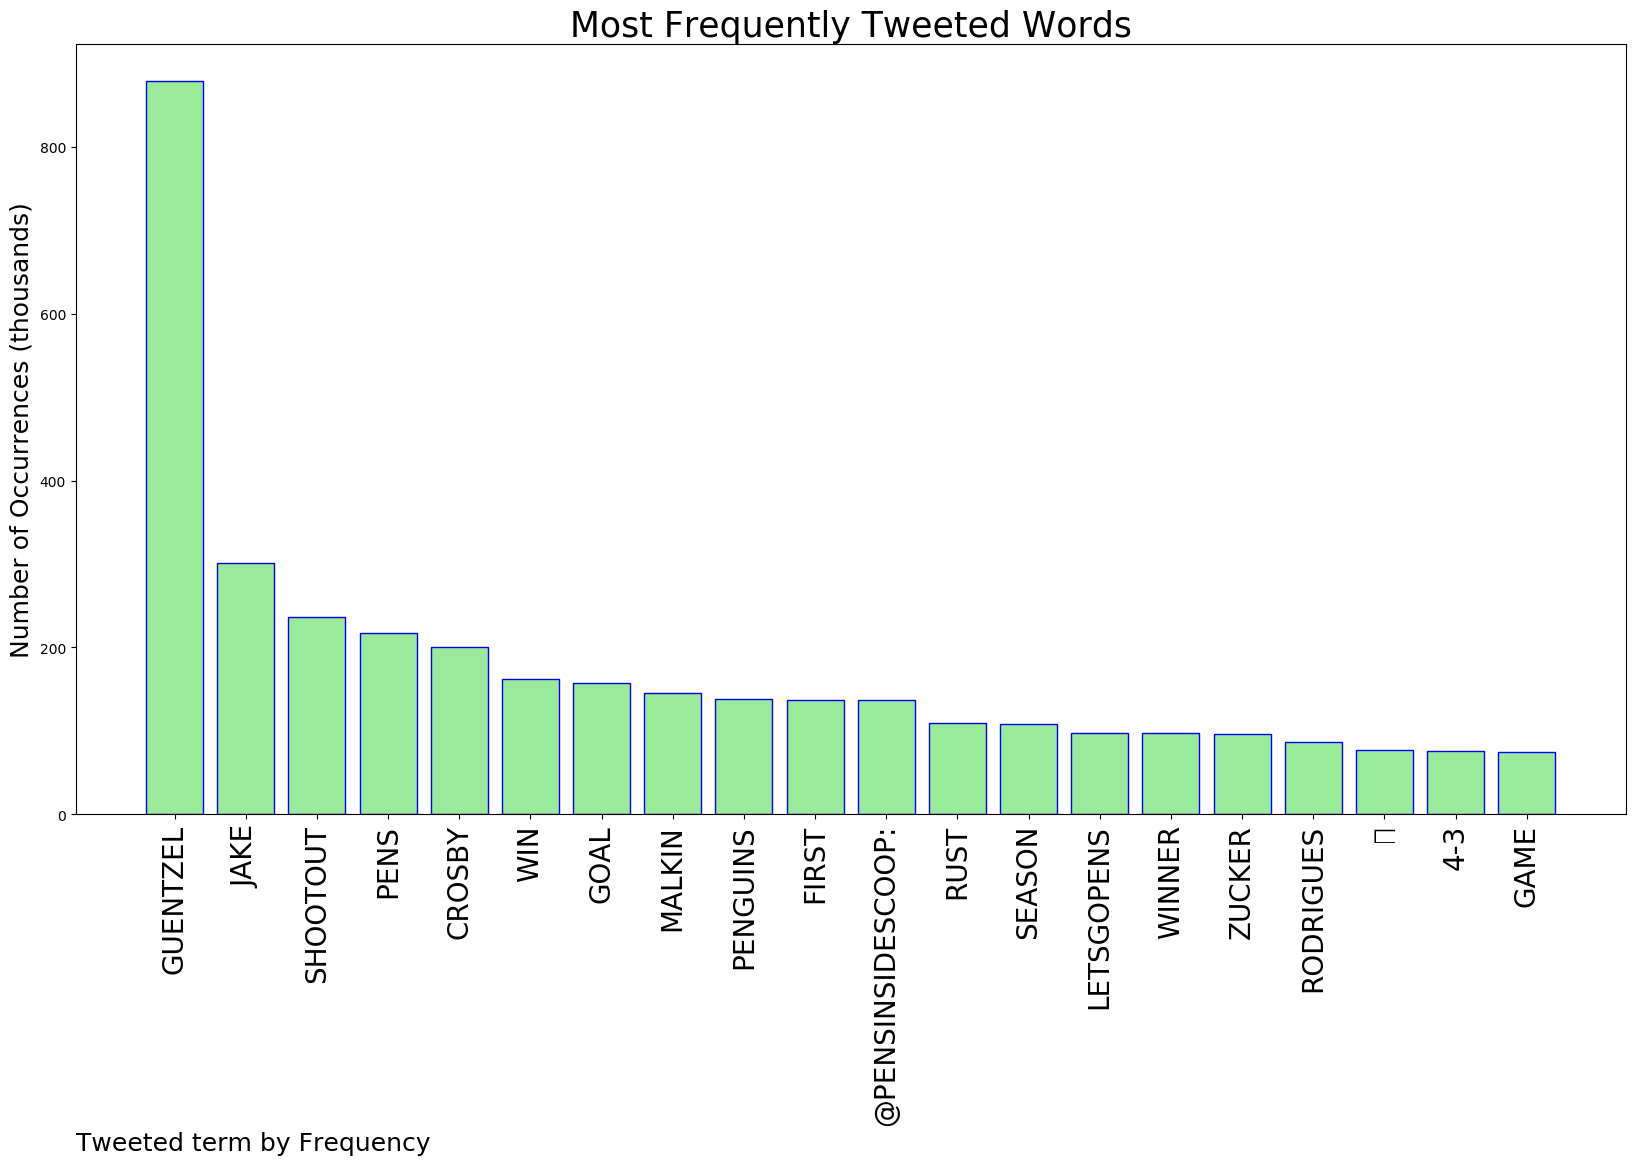 Most Frequently Tweeted Words
Number of Occurrences (thousands)
800
600
400
200
0
GUENTZEL
JAKE
SHOOTOUT
PENS
CROSBY
WIN
GOAL
MALKIN
PENGUINS
FIRST
@PENSINSIDESCOOP:
RUST
SEASON
LETSGOPENS
WINNER
ZUCKER
RODRIGUES
4-3
GAME
Tweeted term by Frequency